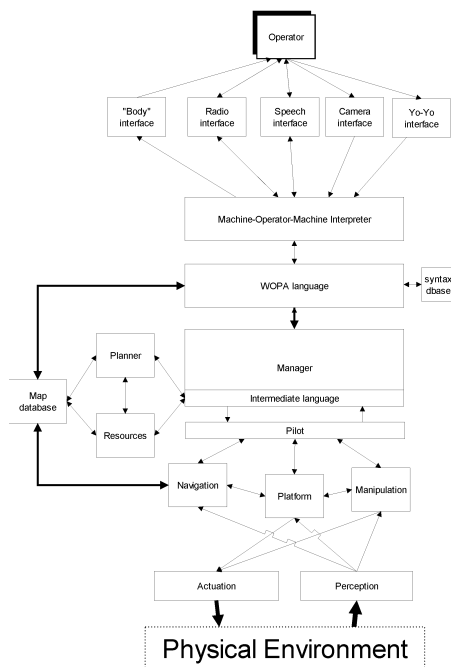 Operator
"Body"
interface
Radio
interface
Speech
interface
Camera
interface
Yo-Yo
interface
Machine-Operator-Machine Interpreter
WOPA language
syntax
dbase
Planner
Manager
Map
database
Intermediate language
Resources
Pilot
Navigation
Platform
Manipulation
Actuation
Perception
Physical Environment